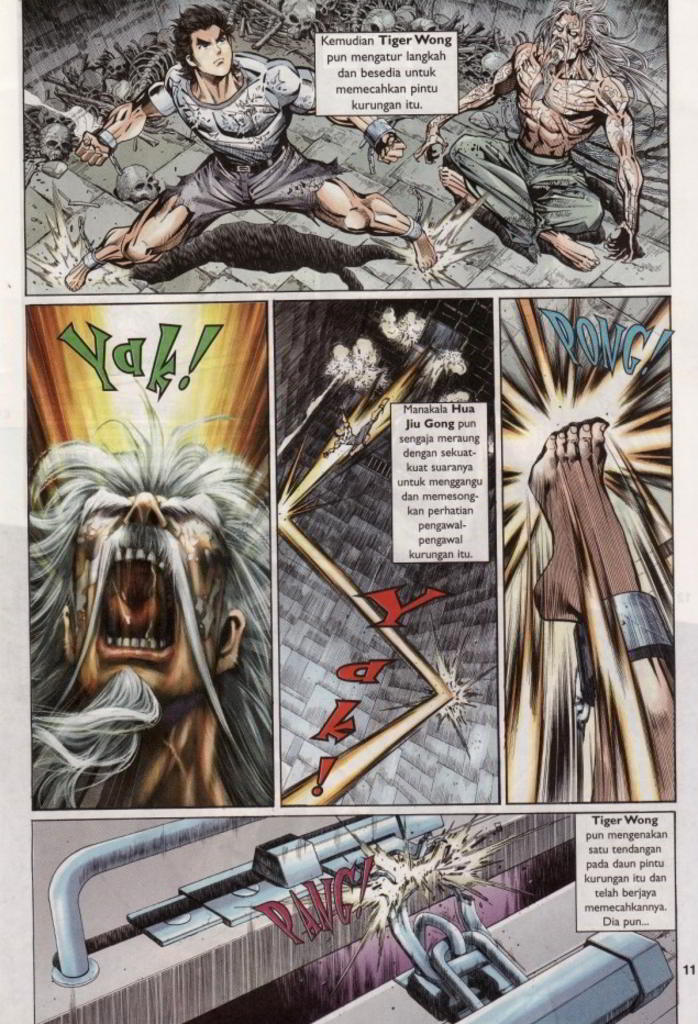 Kemudian Tiger Wong
pun mengatur langkah
dan besedia untuk
memecahkan pintu
kurungan itu.
Yak!
Manakala Hua
Jiu Gong pun
sengaja meraung
dengan sekuat-
kuat suaranya
untuk menggangu
dan memesong-
kan perhatian
pengawal-
pengawal
kurungan itu.
Yak!
PONG!
PANG!
Tiger Wong
pun mengenakan
satu tendangan
pada daun pintu
kurungan itu dan
telah berjaya
memecahkannya.
Dia pun...
11